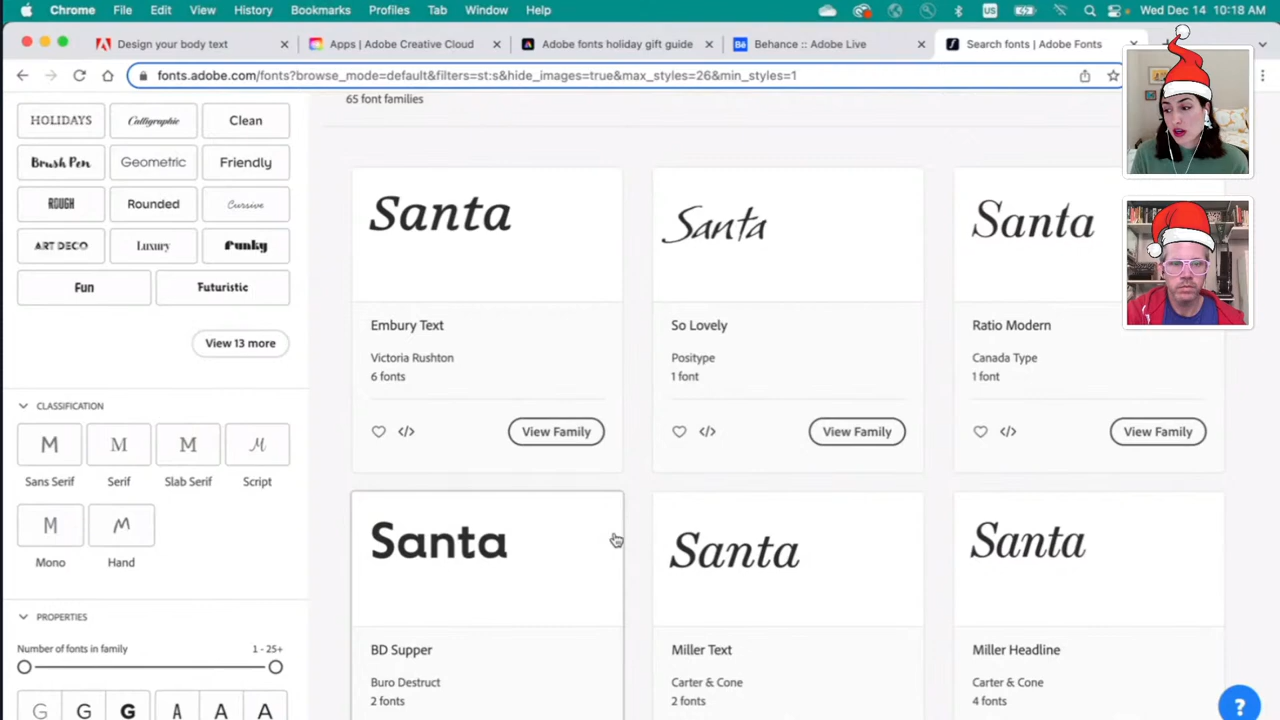 Chrome File Edit View History Bookmarks Profiles Tab Window Help
US
Wed Dec 14 10:18 AM
Design your body text
Apps | Adobe Creative Cloud
Adobe fonts holiday gift guide
Bē Behance :: Adobe Live
Search fonts | Adobe Fonts
fonts.adobe.com/fonts?browse_mode=default&filters=st:s&hide_images=true&max_styles=26&min_styles=1
65 font families
HOLIDAYS Calligraphic Clean
Brush Pen Geometric Friendly
ROUGH Rounded Cursive
ART DECO Luxury Funky
Fun Futuristic
View 13 more
CLASSIFICATION
M M M M
Sans Serif Serif Slab Serif Script
M M
Mono Hand
PROPERTIES
Number of fonts in family 1 - 25+
G G G A A A
Santa
Embury Text
Victoria Rushton
6 fonts
</>
View Family
Santa
So Lovely
Positype
1 font
</>
View Family
Santa
Ratio Modern
Canada Type
1 font
</>
View Family
Santa
BD Supper
Buro Destruct
2 fonts
Santa
Miller Text
Carter & Cone
2 fonts
Santa
Miller Headline
Carter & Cone
4 fonts
?